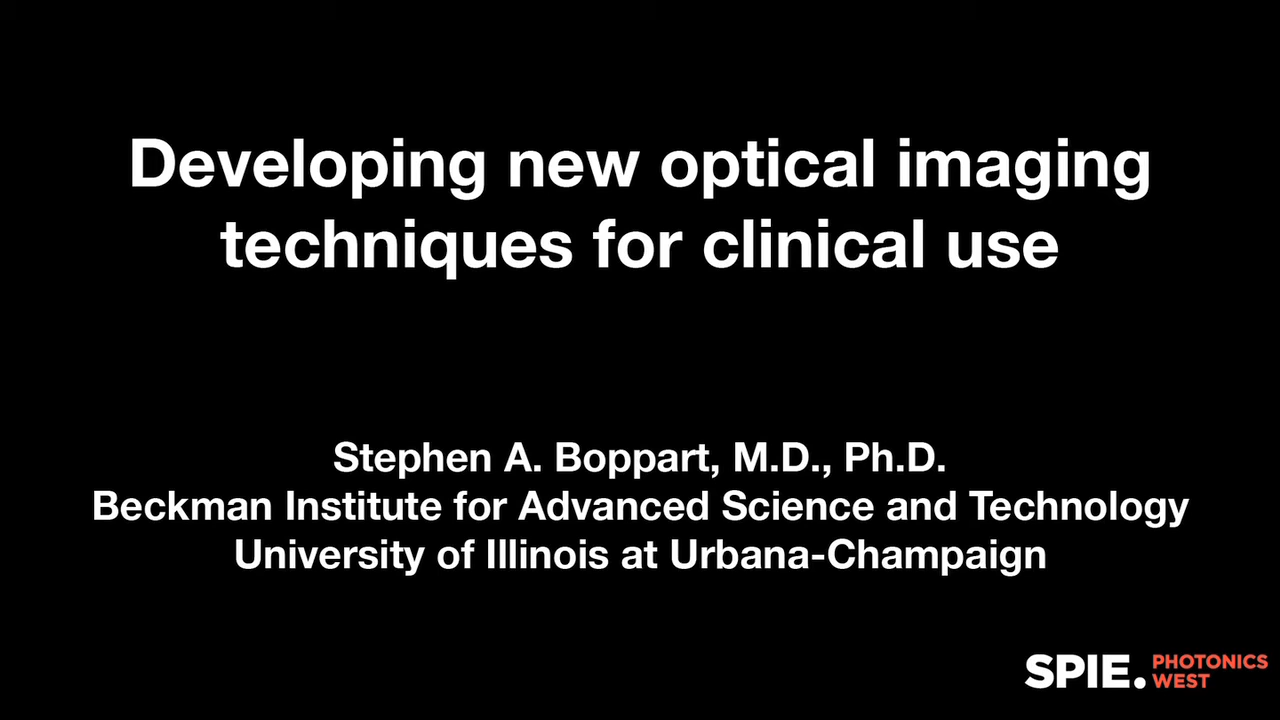 Developing new optical imaging
techniques for clinical use
Stephen A. Boppart, M.D., Ph.D.
Beckman Institute for Advanced Science and Technology
University of Illinois at Urbana-Champaign
SPIE. PHOTONICS
WEST